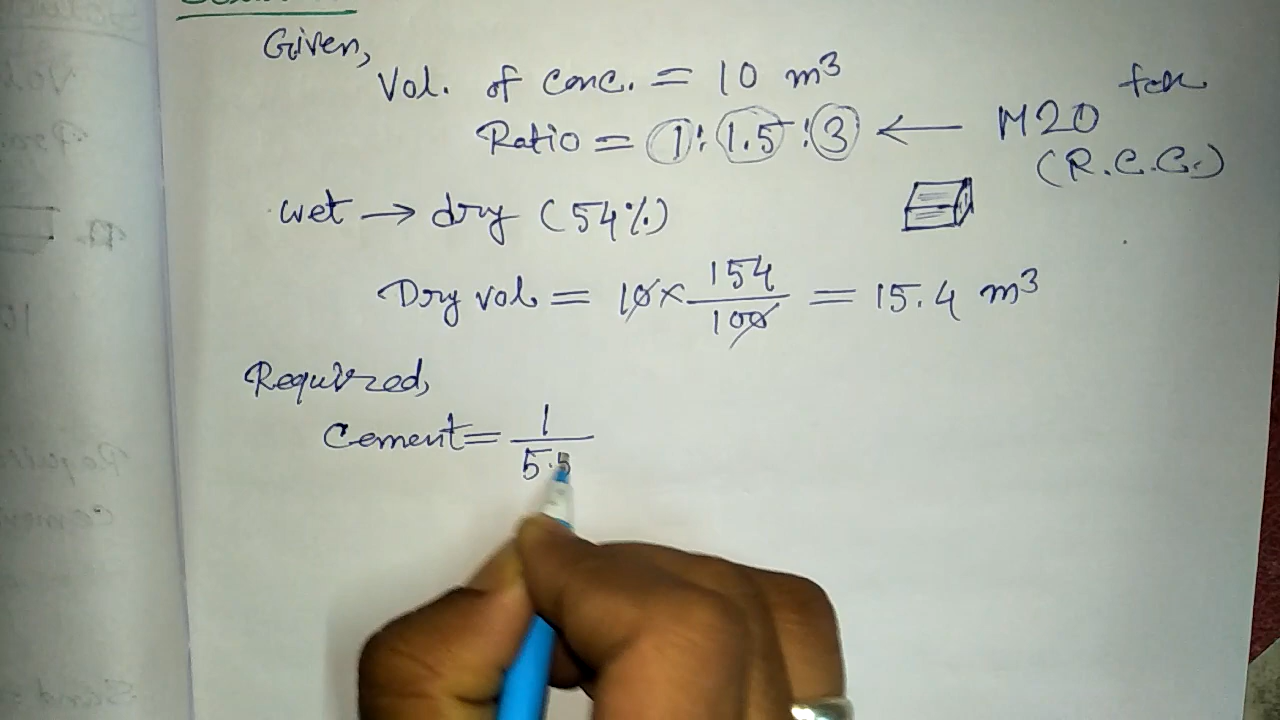 Given,
Vol. of conc. = 10 m³
Ratio = 1 : 1.5 : 3 ← M20 for
(R.C.C.)
wet → dry (54%)
Dry vol = 10 × 154/100 = 15.4 m³
Required,
Cement = 1/5.5